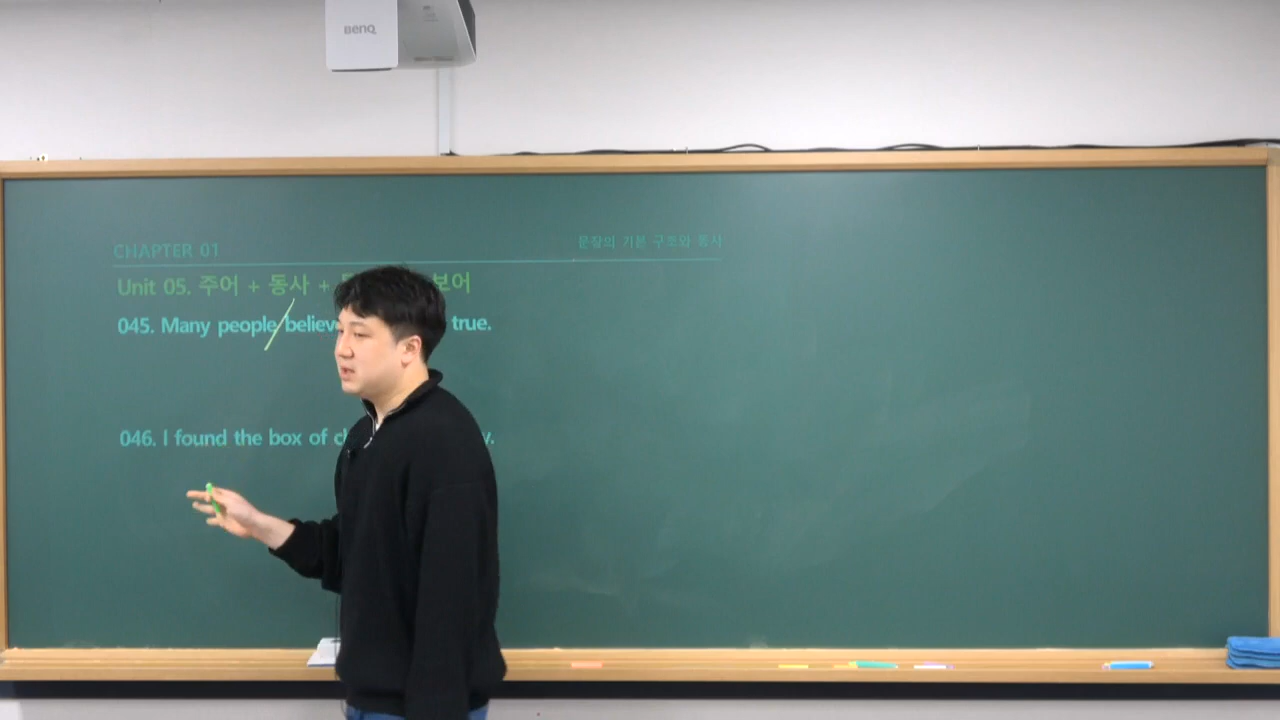 BenQ
CHAPTER 01
문장의 기본 구조와 동사
Unit 05. 주어 + 동사 + 보어
045. Many people believ true.
046. I found the box of